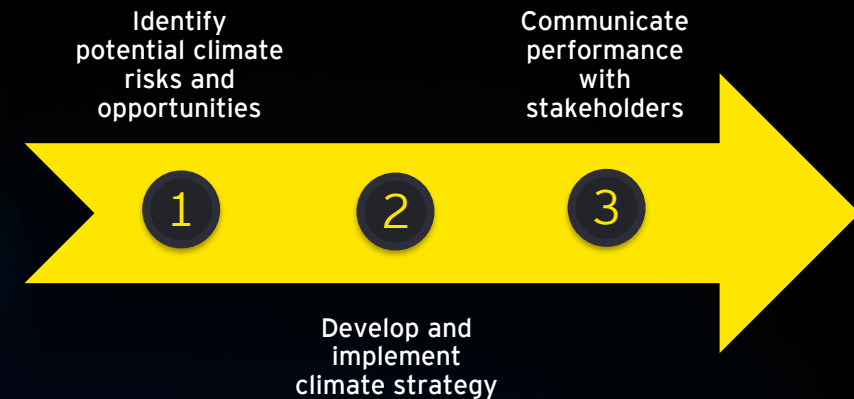 Identify
potential climate
risks and
opportunities
1
Develop and
implement
climate strategy
2
Communicate
performance
with
stakeholders
3